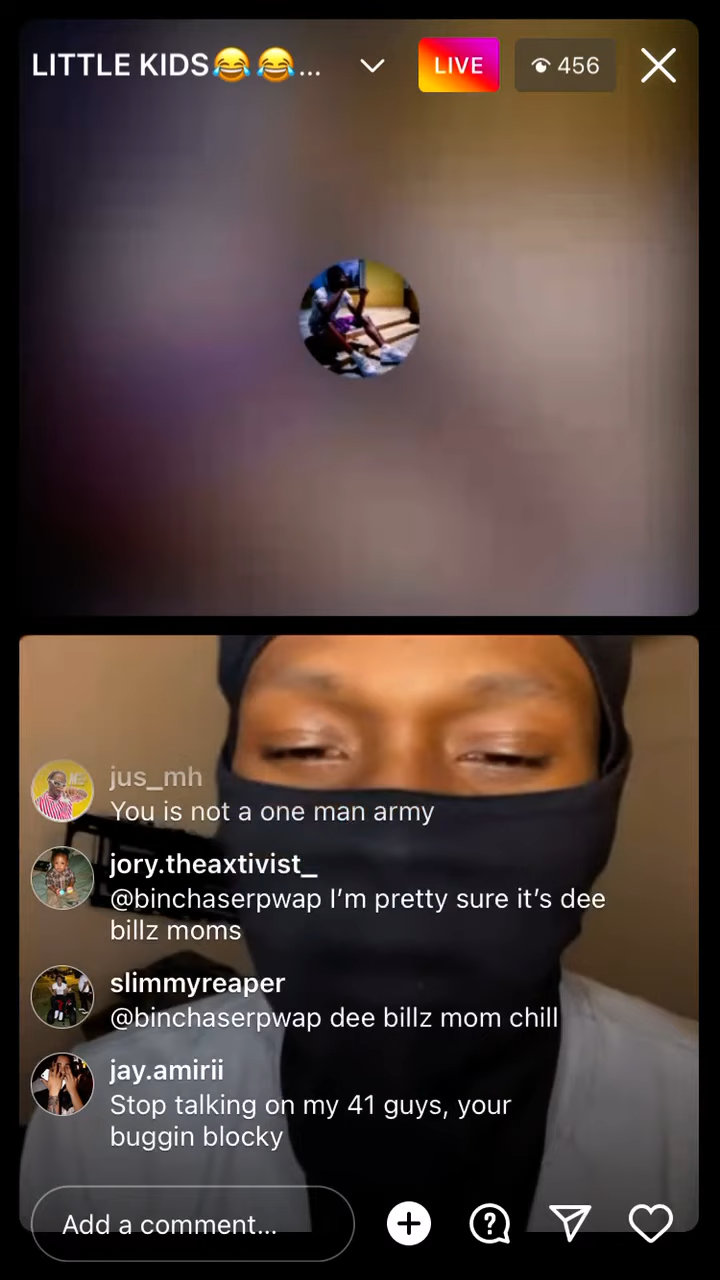 LITTLE KIDS😂😂...
LIVE
456
jus_mh
You is not a one man army
jory.theaxtivist_
@binchaserpwap I’m pretty sure it’s dee
billz moms
slimmyreaper
@binchaserpwap dee billz mom chill
jay.amirii
Stop talking on my 41 guys, your
buggin blocky
Add a comment...